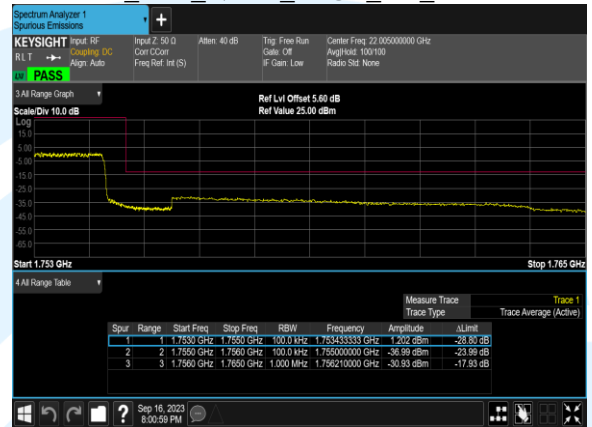 Spectrum Analyzer 1
Spurious Emissions
KEYSIGHT Input: RF Input Z: 50 Ω Atten: 40 dB Trig: Free Run Center Freq: 22.005000000 GHz
RLT Coupling: DC Corr CCorr Gate: Off Avg|Hold: 100/100
Align: Auto Freq Ref: Int (S) IF Gain: Low Radio Std: None
PASS
3 All Range Graph
Ref Lvl Offset 5.60 dB
Scale/Div 10.0 dB Ref Value 25.00 dBm
Log
15.0
5.00
-5.00
-15.0
-25.0
-35.0
-45.0
-55.0
-65.0
Start 1.753 GHz Stop 1.765 GHz
4 All Range Table
Measure Trace Trace 1
Trace Type Trace Average (Active)
Spur Range Start Freq Stop Freq RBW Frequency Amplitude ΔLimit
1 1 1.7530 GHz 1.7550 GHz 100.0 kHz 1.753433333 GHz 1.202 dBm -28.80 dB
2 2 1.7550 GHz 1.7560 GHz 100.0 kHz 1.755000000 GHz -36.99 dBm -23.99 dB
3 3 1.7560 GHz 1.7650 GHz 1.000 MHz 1.756210000 GHz -30.93 dBm -17.93 dB
? Sep 16, 2023
8:00:59 PM